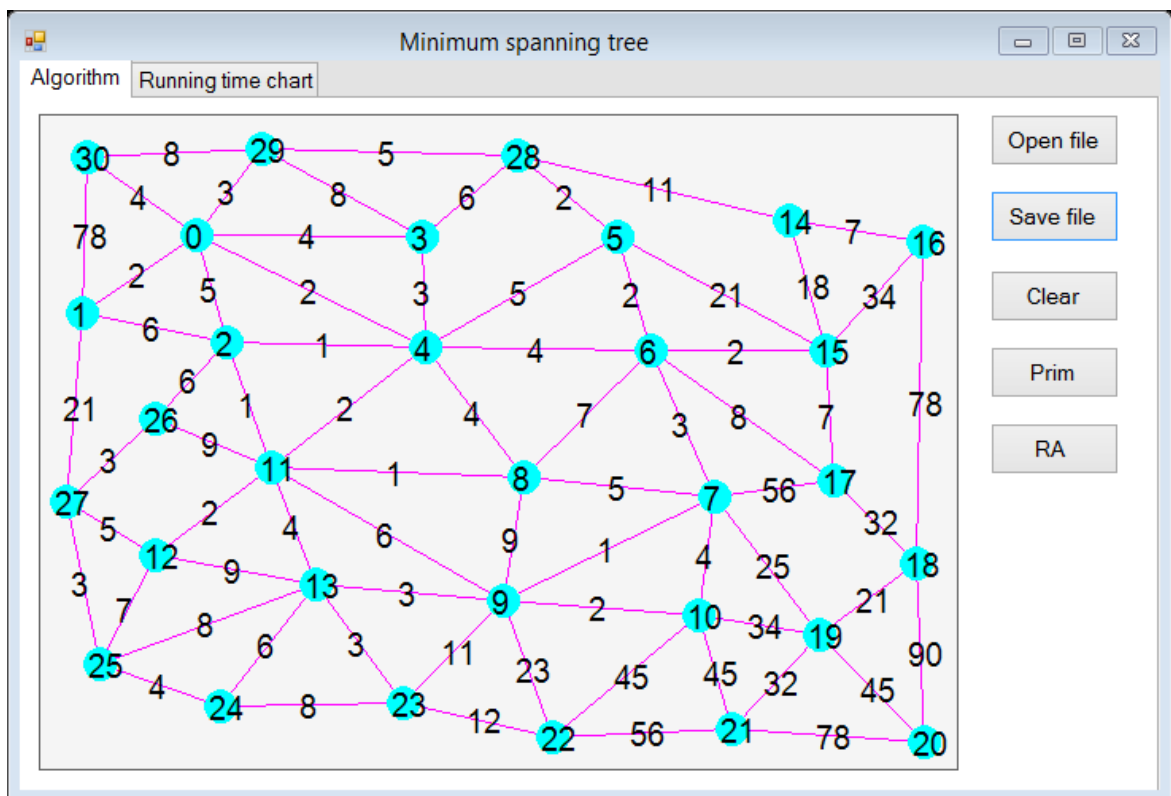 Minimum spanning tree
Algorithm Running time chart
Open file
Save file
Clear
Prim
RA
30 8 29 5 28
4 3 8 6 2 11
14 7 16
78 0 4 3 5
2 5 2 3 5 2 21 18 34
1 6 2 1 4 4 6 2 15
21 6 1 2 4 7 3 8 7 78
26 9
3 11 1 8 5 7 56 17
27 5 2 4 6 9 1 4 25 32
12 9 13 3 9 2 10 34 19 21 18
3 7 8 6 3 11 23 45 45 32 45 90
25 4 24 8 23 12 22 56 21 78 20